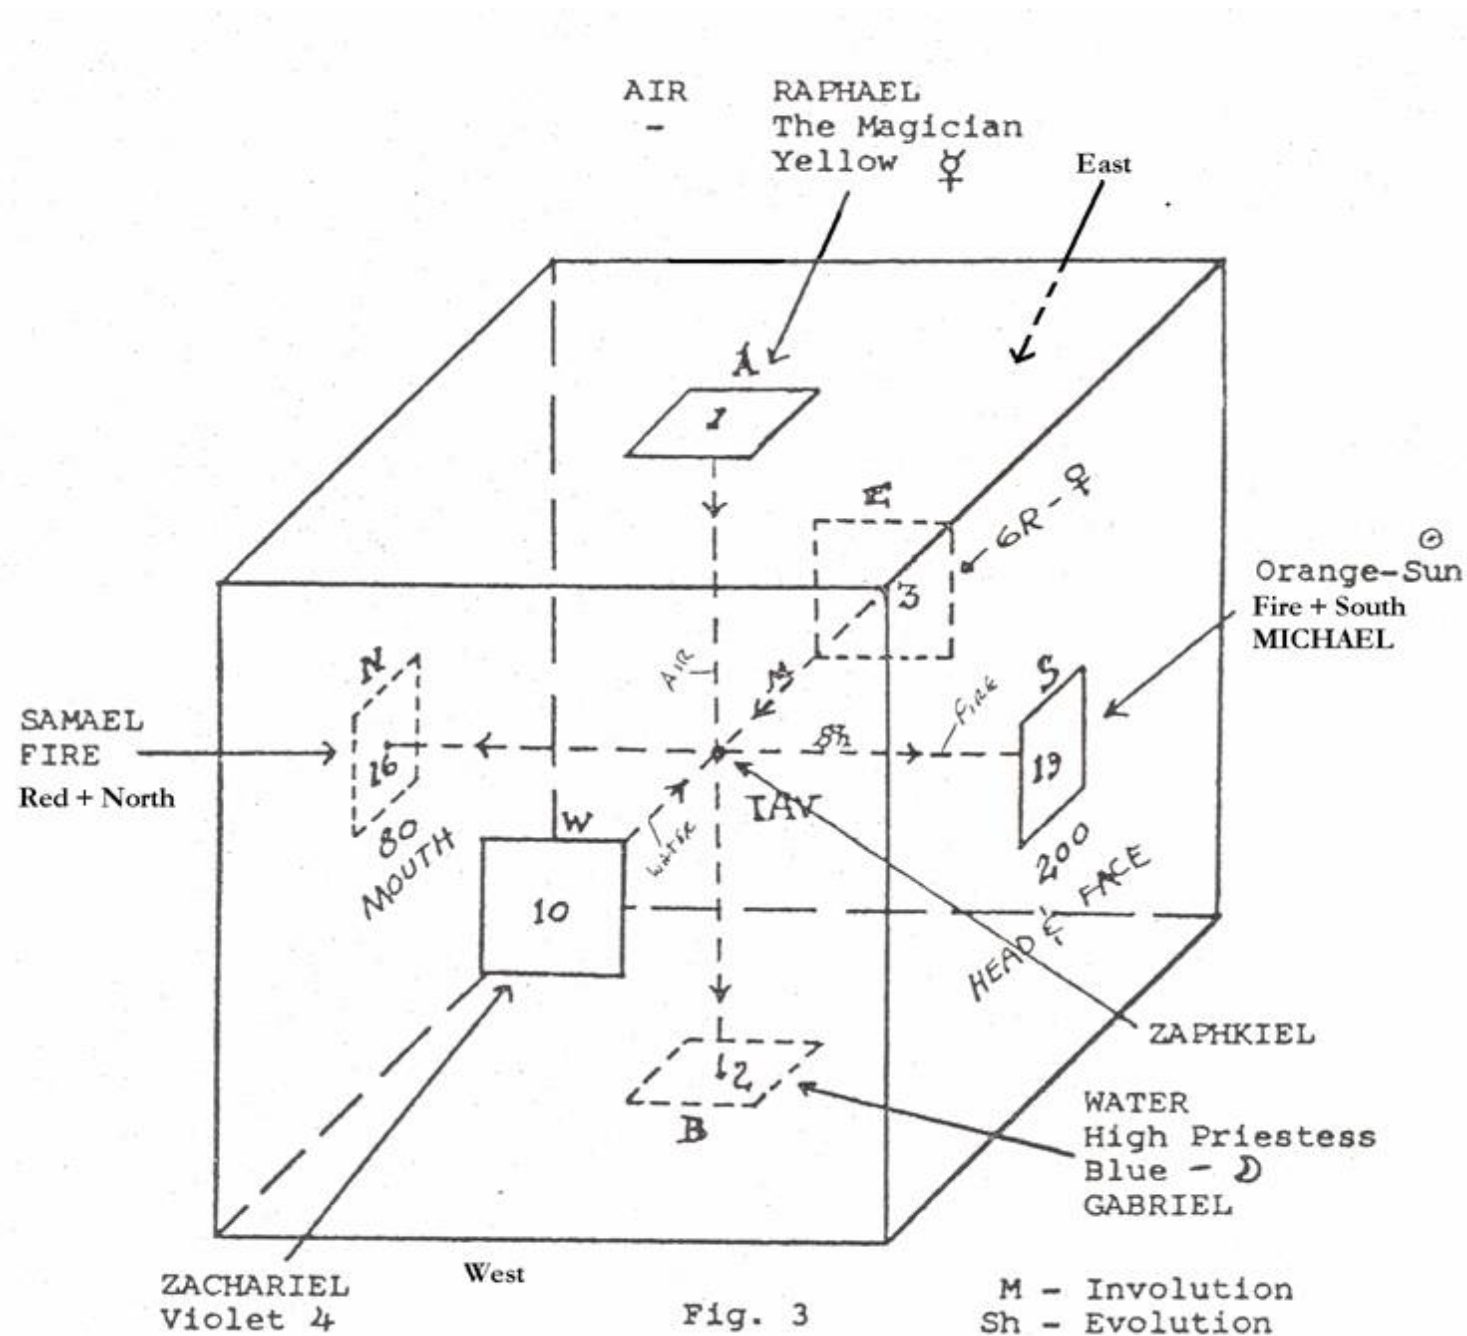 AIR RAPHAEL
- The Magician
Yellow ☿
East
A
1
E
3
GR - ♀
☉
Orange-Sun
Fire + South
MICHAEL
N
AIR
M
S
FIRE
Sh
SAMAEL
FIRE
Red + North
16
80
MOUTH
19
200
HEAD & FACE
W
WATER
TAV
10
ZAPHKIEL
2
B
WATER
High Priestess
Blue - ☽
GABRIEL
West
ZACHARIEL
Violet ♃
Fig. 3
M - Involution
Sh - Evolution